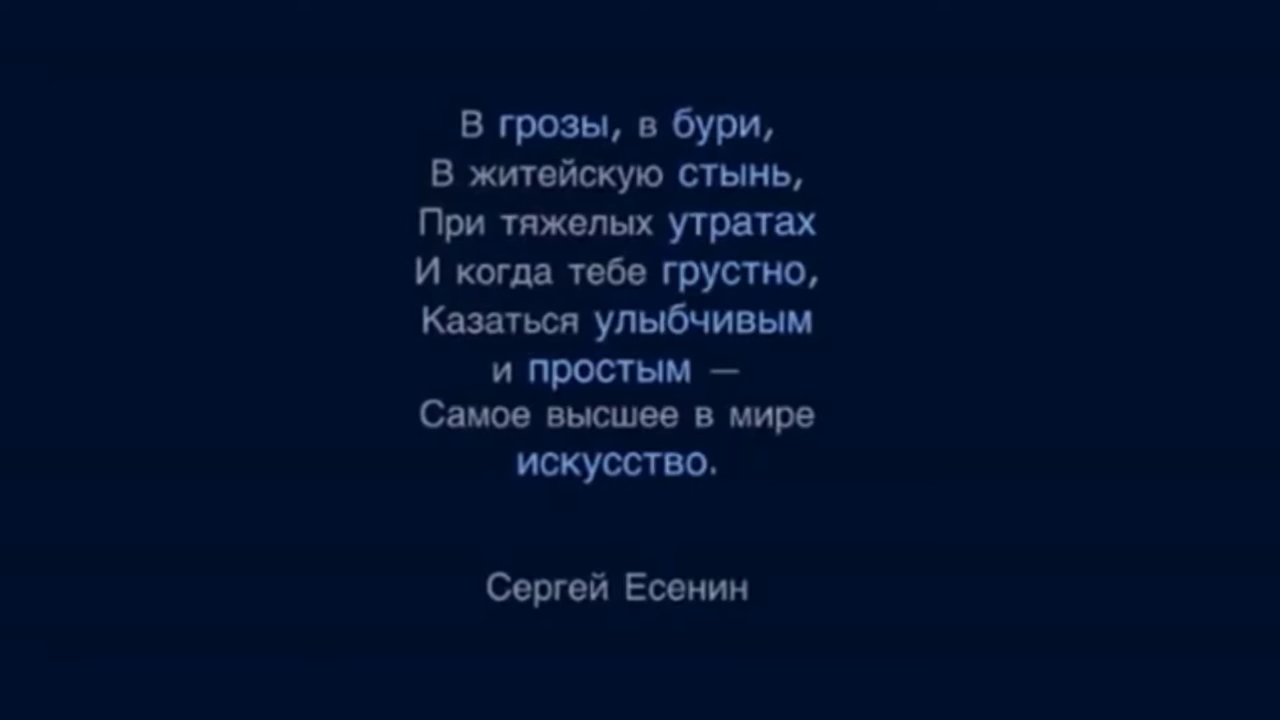 В грозы, в бури,
В житейскую стынь,
При тяжелых утратах
И когда тебе грустно,
Казаться улыбчивым
и простым —
Самое высшее в мире
искусство.
Сергей Есенин